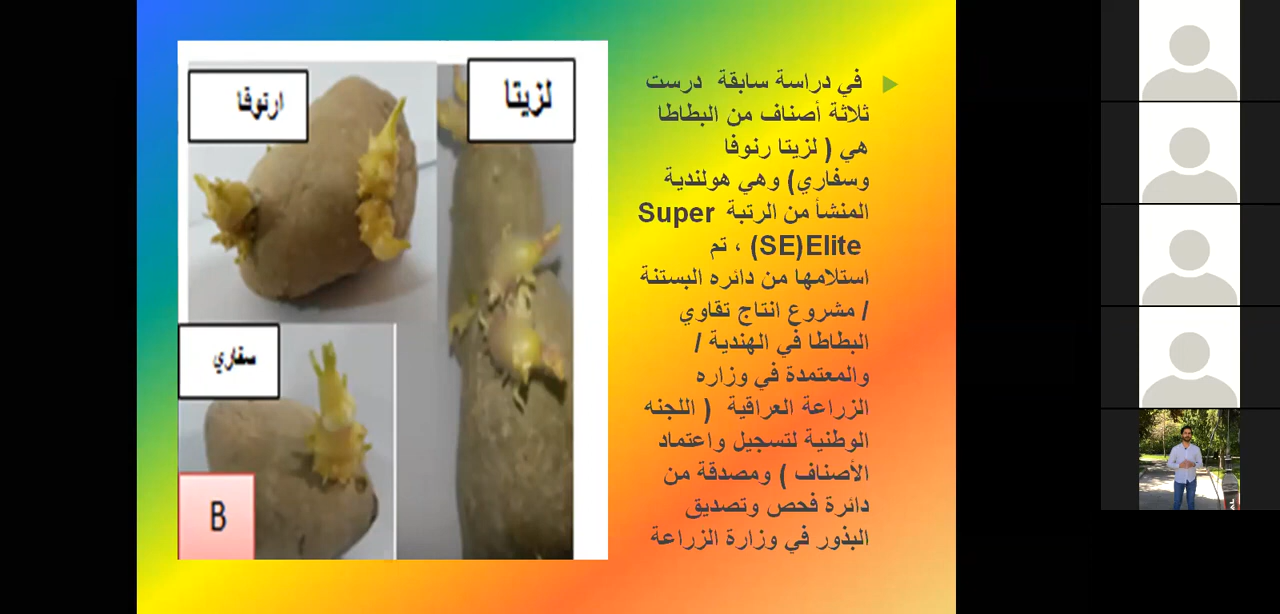 في دراسة سابقة درست
ثلاثة أصناف من البطاطا
هي ( لزيتا رنوفا
وسفاري) وهي هولندية
المنشأ من الرتبة Super
Elite(SE) ، تم
استلامها من دائره البستنة
/ مشروع انتاج تقاوي
البطاطا في الهندية /
والمعتمدة في وزاره
الزراعة العراقية ( اللجنه
الوطنية لتسجيل واعتماد
الأصناف ) ومصدقة من
دائرة فحص وتصديق
البذور في وزارة الزراعة
لزيتا
ارنوفا
سفاري
B